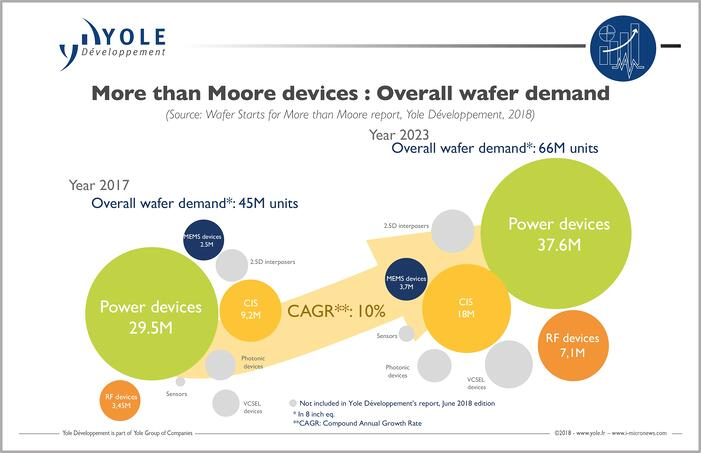 YOLE
Développement
More than Moore devices : Overall wafer demand
(Source: Wafer Starts for More than Moore report, Yole Développement, 2018)
Year 2023
Overall wafer demand*: 66M units
Year 2017
Overall wafer demand*: 45M units
MEMS devices
2.5M
2.5D interposers
Power devices
29.5M
CIS
9,2M
Photonic
devices
Sensors
RF devices
3,45M
VCSEL
devices
CAGR**: 10%
2.5D interposers
Power devices
37.6M
MEMS devices
3,7M
CIS
18M
Sensors
RF devices
7,1M
Photonic
devices
VCSEL
devices
Not included in Yole Développement's report, June 2018 edition
* In 8 inch eq.
**CAGR: Compound Annual Growth Rate
Yole Développement is part of Yole Group of Companies
©2018 - www.yole.fr – www.i-micronews.com